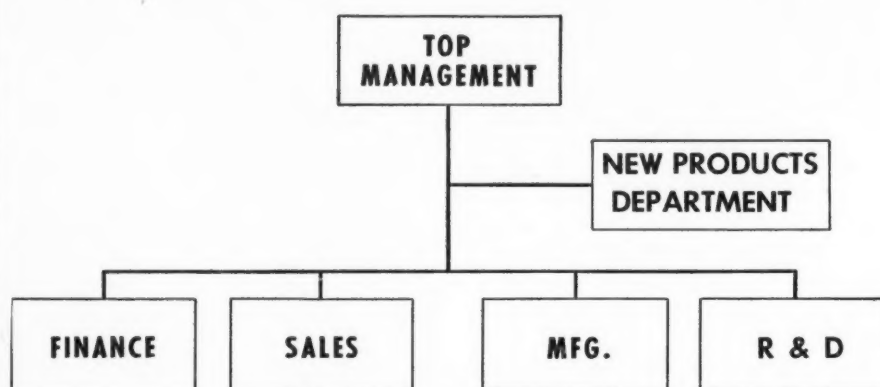 TOP
MANAGEMENT
NEW PRODUCTS
DEPARTMENT
FINANCE
SALES
MFG.
R & D